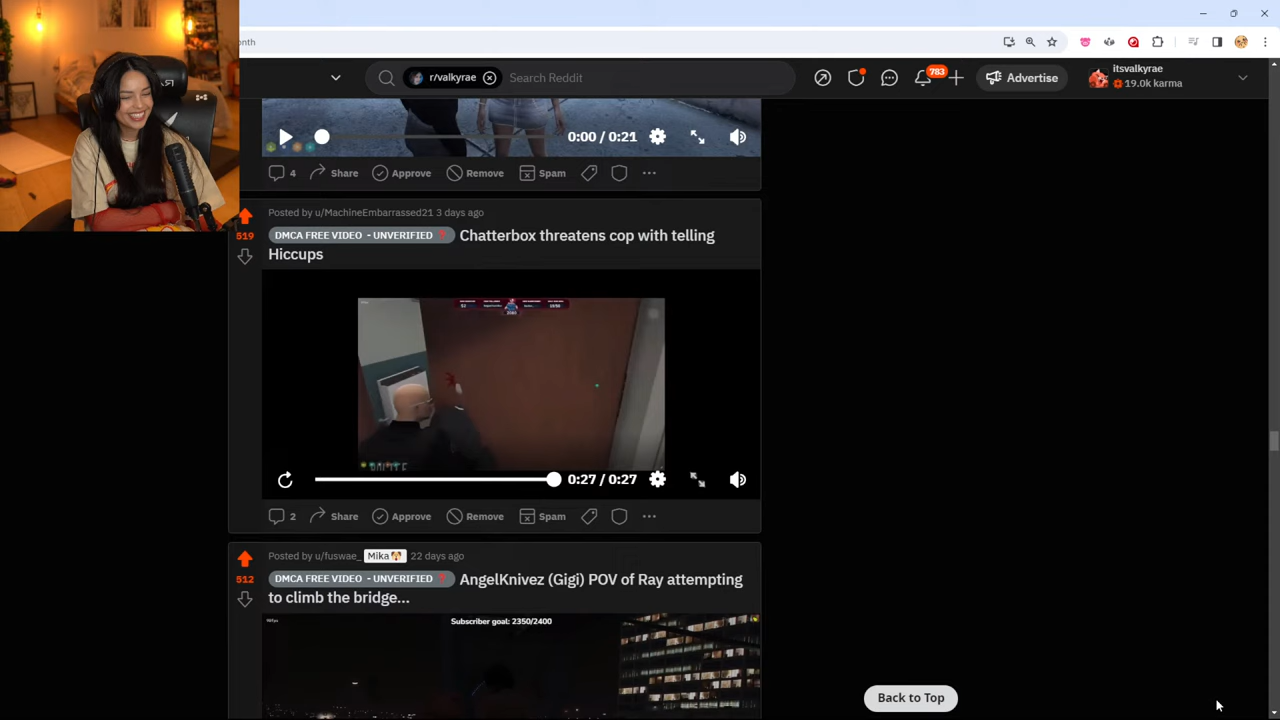 onth
r/valkyrae
Search Reddit
783
Advertise
itsvalkyrae
19.0k karma
0:00 / 0:21
4 Share Approve Remove Spam
Posted by u/MachineEmbarrassed21 3 days ago
519
DMCA FREE VIDEO - UNVERIFIED Chatterbox threatens cop with telling
Hiccups
0:27 / 0:27
2 Share Approve Remove Spam
Posted by u/fuswae_ Mika 22 days ago
512
DMCA FREE VIDEO - UNVERIFIED AngelKnivez (Gigi) POV of Ray attempting
to climb the bridge...
Subscriber goal: 2350/2400
Back to Top